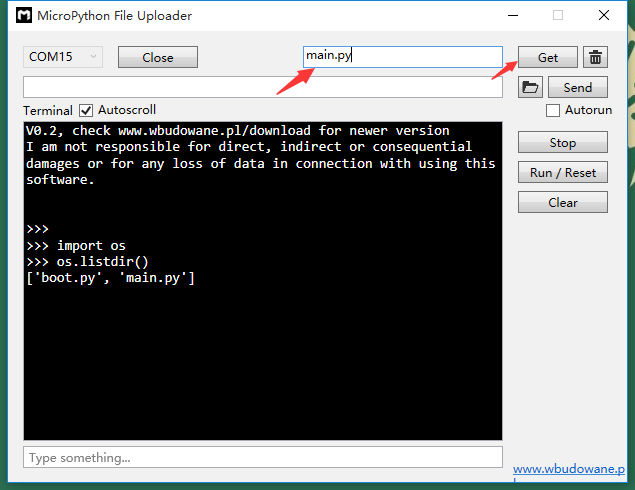 MicroPython File Uploader
COM15
Close
main.py
Get
Send
Terminal
Autoscroll
Autorun
V0.2, check www.wbudowane.pl/download for newer version
I am not responsible for direct, indirect or consequential
damages or for any loss of data in connection with using this
software.
>>>
>>> import os
>>> os.listdir()
['boot.py', 'main.py']
Stop
Run / Reset
Clear
Type something...
www.wbudowane.p